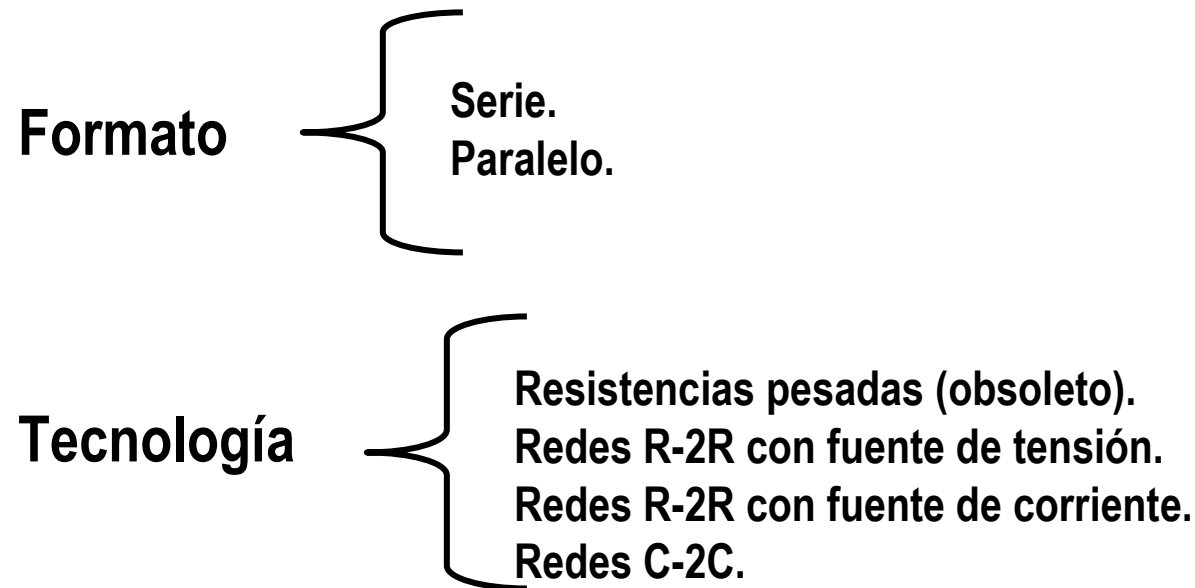 Formato
Serie.
Paralelo.
Tecnología
Resistencias pesadas (obsoleto).
Redes R-2R con fuente de tensión.
Redes R-2R con fuente de corriente.
Redes C-2C.